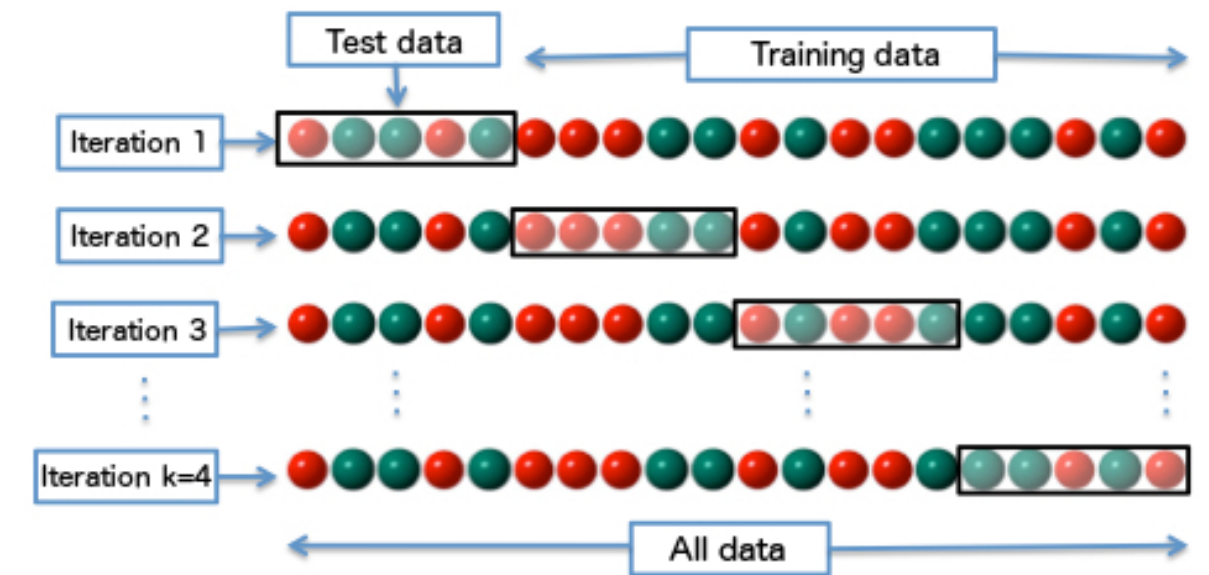 Test data
Training data
Iteration 1
Iteration 2
Iteration 3
Iteration k=4
All data